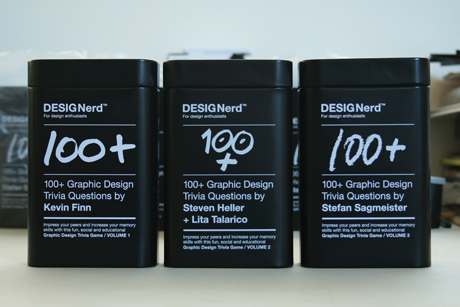 DESIGNerd™
For design enthusiasts
100+
100+ Graphic Design
Trivia Questions by
Kevin Finn
Impress your peers and increase your memory
skills with this fun, social and educational
Graphic Design Trivia Game / VOLUME 1
DESIGNerd™
For design enthusiasts
100
+
100+ Graphic Design
Trivia Questions by
Steven Heller
+ Lita Talarico
Impress your peers and increase your memory
skills with this fun, social and educational
Graphic Design Trivia Game / VOLUME 2
DESIGNerd™
For design enthusiasts
100+
100+ Graphic Design
Trivia Questions by
Stefan Sagmeister
Impress your peers and increase your memory
skills with this fun, social and educational
Graphic Design Trivia Game / VOLUME 3